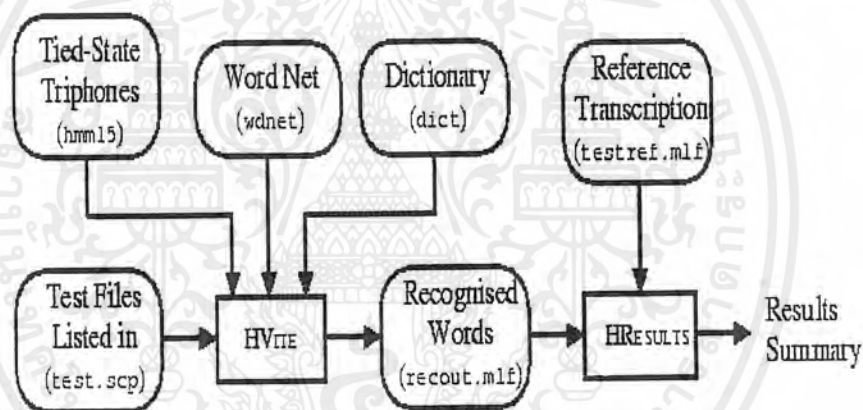 Tied-State
Triphones
(hmm15)
Word Net
(wdnet)
Dictionary
(dict)
Reference
Transcription
(testref.mlf)
Test Files
Listed in
(test.scp)
HVITE
Recognised
Words
(recout.mlf)
HRESULTS
Results
Summary